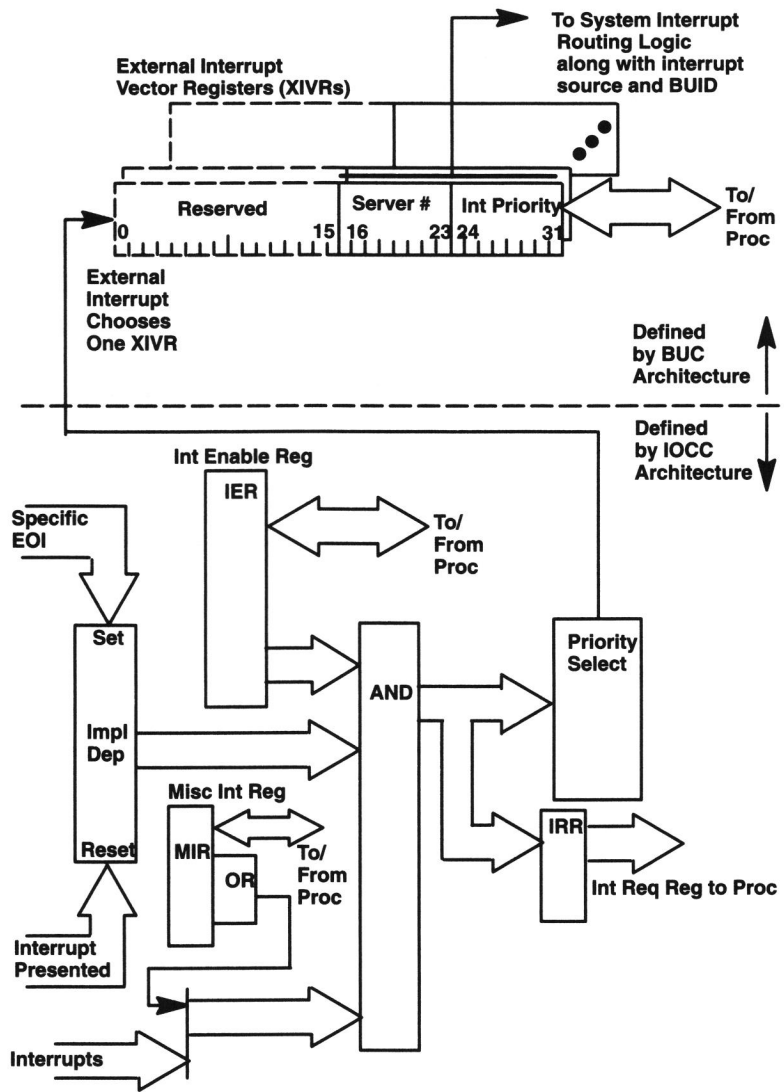 To System Interrupt
Routing Logic
along with interrupt
source and BUID
External Interrupt
Vector Registers (XIVRs)
Reserved
Server #
Int Priority
0
15
16
23
24
31
To/
From
Proc
External
Interrupt
Chooses
One XIVR
Defined
by BUC
Architecture
Defined
by IOCC
Architecture
Int Enable Reg
IER
To/
From
Proc
Specific
EOI
Set
Impl
Dep
Reset
AND
Priority
Select
Misc Int Reg
MIR
OR
To/
From
Proc
IRR
Int Req Reg to Proc
Interrupt
Presented
Interrupts